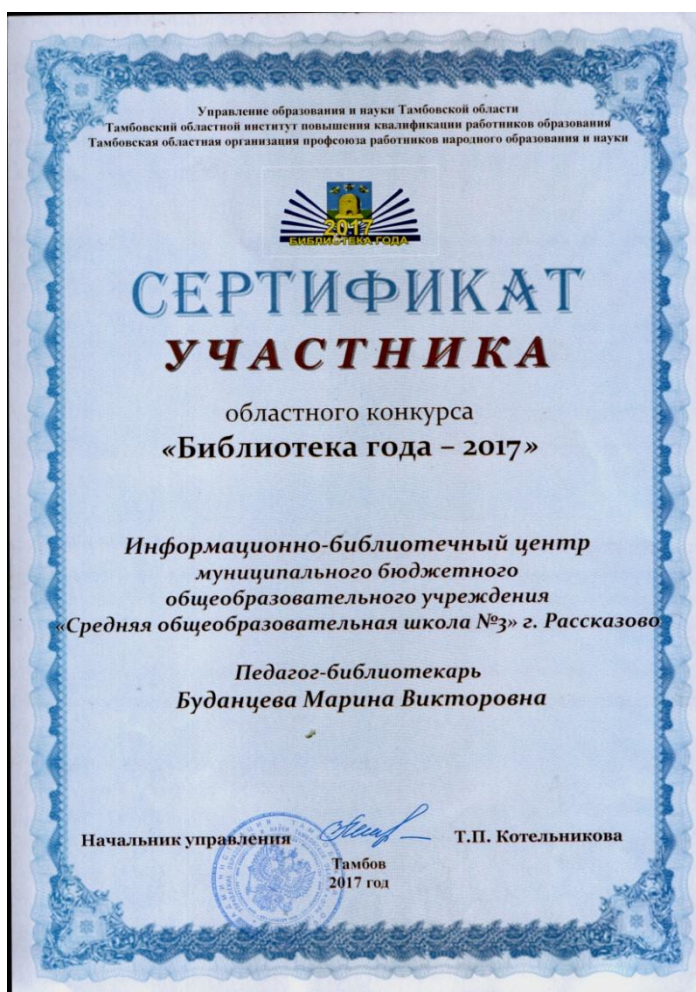 Управление образования и науки Тамбовской области
Тамбовский областной институт повышения квалификации работников образования
Тамбовская областная организация профсоюза работников народного образования и науки
2017
БИБЛИОТЕКА ГОДА
СЕРТИФИКАТ
УЧАСТНИКА
областного конкурса
«Библиотека года – 2017»
Информационно-библиотечный центр
муниципального бюджетного
общеобразовательного учреждения
«Средняя общеобразовательная школа №3» г. Рассказово
Педагог-библиотекарь
Буданцева Марина Викторовна
Начальник управления Т.П. Котельникова
Тамбов
2017 год